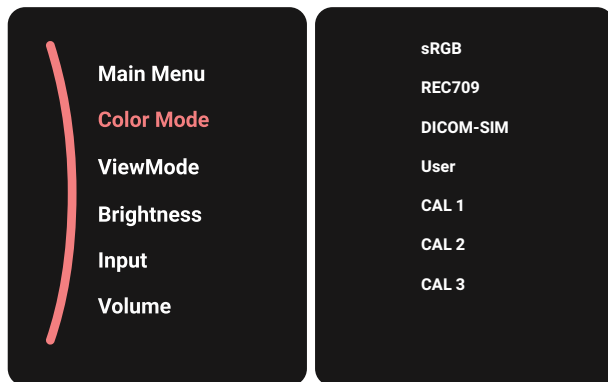 Main Menu
Color Mode
ViewMode
Brightness
Input
Volume
sRGB
REC709
DICOM-SIM
User
CAL 1
CAL 2
CAL 3